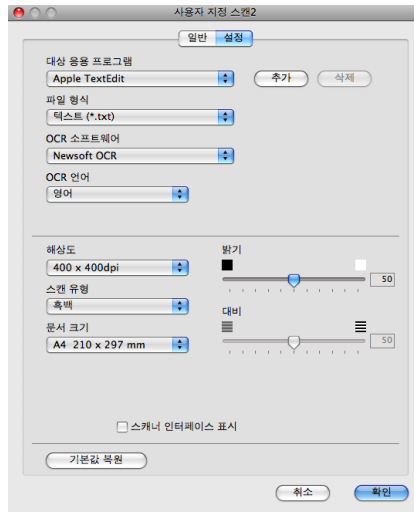 사용자 지정 스캔2
일반 설정
대상 응용 프로그램
Apple TextEdit 추가 삭제
파일 형식
텍스트 (*.txt)
OCR 소프트웨어
Newsoft OCR
OCR 언어
영어
해상도 밝기
400 x 400dpi 50
스캔 유형
흑백 대비
문서 크기
A4 210 x 297 mm 50
스캐너 인터페이스 표시
기본값 복원
취소 확인